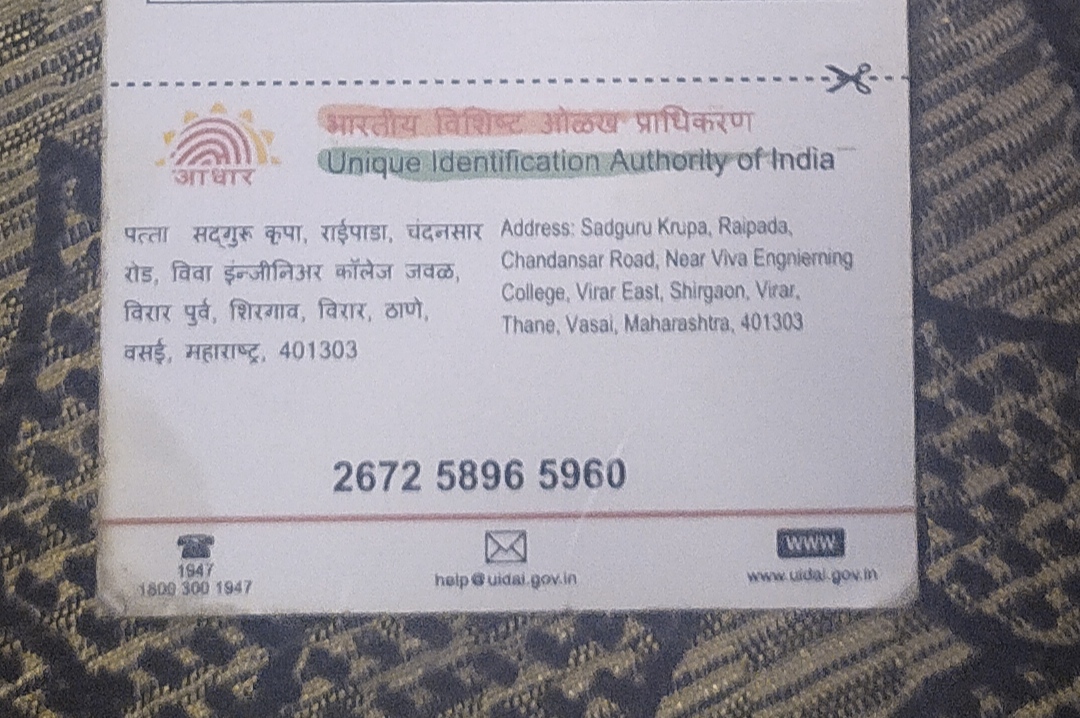 भारतीय विशिष्ट ओळख प्राधिकरण
Unique Identification Authority of India
आधार
पत्ता सद्गुरू कृपा, राईपाडा, चंदनसार
रोड, विवा इंन्जीनिअर कॉलेज जवळ,
विरार पुर्व, शिरगाव, विरार, ठाणे,
वसई, महाराष्ट्र, 401303
Address: Sadguru Krupa, Raipada,
Chandansar Road, Near Viva Engnierning
College, Virar East, Shirgaon, Virar,
Thane, Vasai, Maharashtra, 401303
2672 5896 5960
1947
1800 300 1947
help@uidai.gov.in
www
www.uidai.gov.in